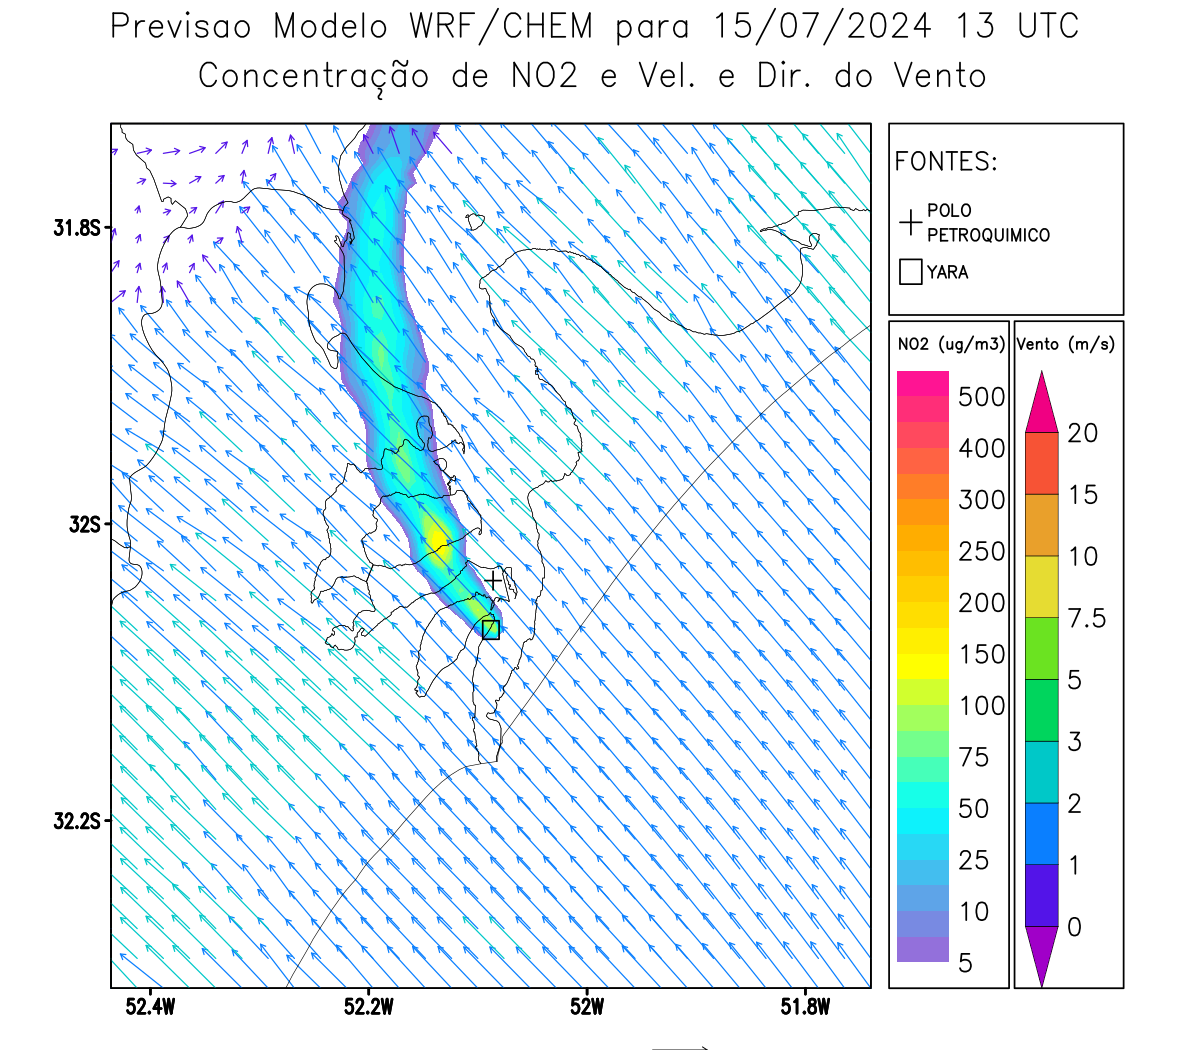 Previsao Modelo WRF/CHEM para 15/07/2024 13 UTC
Concentração de NO2 e Vel. e Dir. do Vento
FONTES:
POLO
PETROQUIMICO
YARA
NO2 (ug/m3)
500
400
300
250
200
150
100
75
50
25
10
5
Vento (m/s)
20
15
10
7.5
5
3
2
1
0
31.8S
32S
32.2S
52.4W
52.2W
52W
51.8W